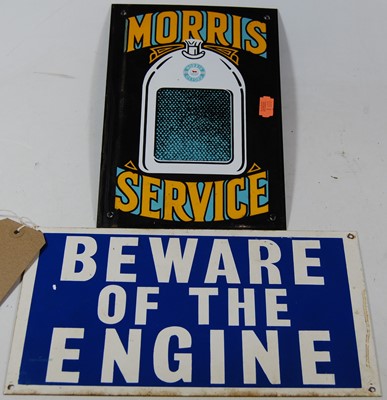 MORRIS
SERVICE
BEWARE
OF THE
ENGINE